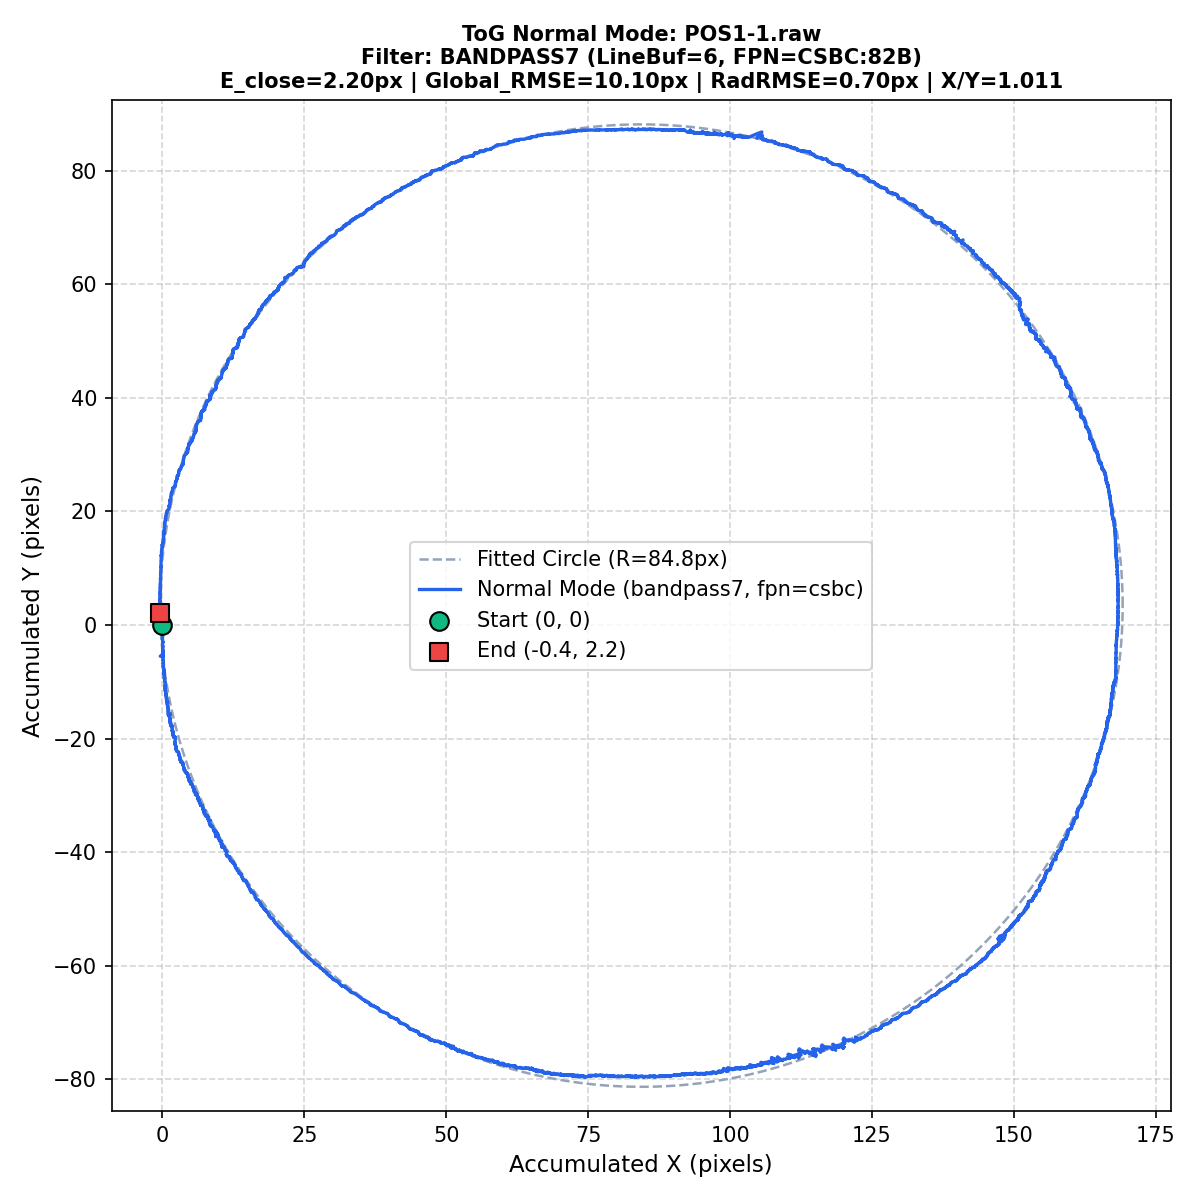 ToG Normal Mode: POS1-1.raw
Filter: BANDPASS7 (LineBuf=6, FPN=CSBC:82B)
E_close=2.20px | Global_RMSE=10.10px | RadRMSE=0.70px | X/Y=1.011
Accumulated Y (pixels)
80
60
40
20
0
−20
−40
−60
−80
Fitted Circle (R=84.8px)
Normal Mode (bandpass7, fpn=csbc)
Start (0, 0)
End (-0.4, 2.2)
0 25 50 75 100 125 150 175
Accumulated X (pixels)